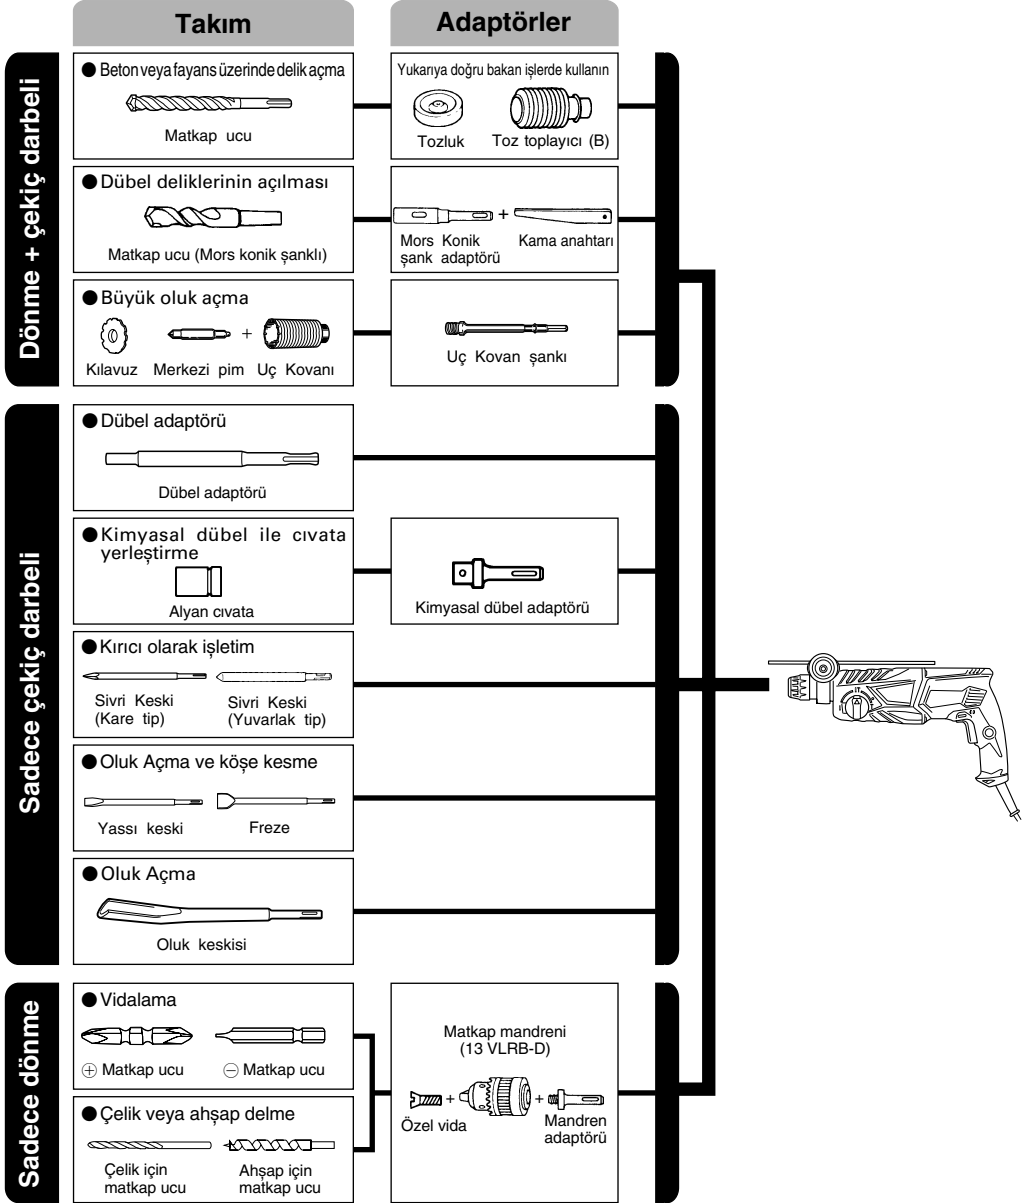 Takım
Adaptörler
Dönme + çekiç darbeli
● Beton veya fayans üzerinde delik açma
Matkap ucu
Yukarıya doğru bakan işlerde kullanın
Tozluk
Toz toplayıcı (B)
● Dübel deliklerinin açılması
Matkap ucu (Mors konik şanklı)
+
Mors Konik
şank adaptörü
Kama anahtarı
● Büyük oluk açma
+
Kılavuz
Merkezi pim
Uç Kovanı
Uç Kovan şankı
Sadece çekiç darbeli
● Dübel adaptörü
Dübel adaptörü
● Kimyasal dübel ile cıvata
yerleştirme
Alyan cıvata
Kimyasal dübel adaptörü
● Kırıcı olarak işletim
Sivri Keski
(Kare tip)
Sivri Keski
(Yuvarlak tip)
● Oluk Açma ve köşe kesme
Yassı keski
Freze
● Oluk Açma
Oluk keskisi
Sadece dönme
● Vidalama
⊕ Matkap ucu
⊖ Matkap ucu
● Çelik veya ahşap delme
Çelik için
matkap ucu
Ahşap için
matkap ucu
Matkap mandreni
(13 VLRB-D)
+
+
Özel vida
Mandren
adaptörü